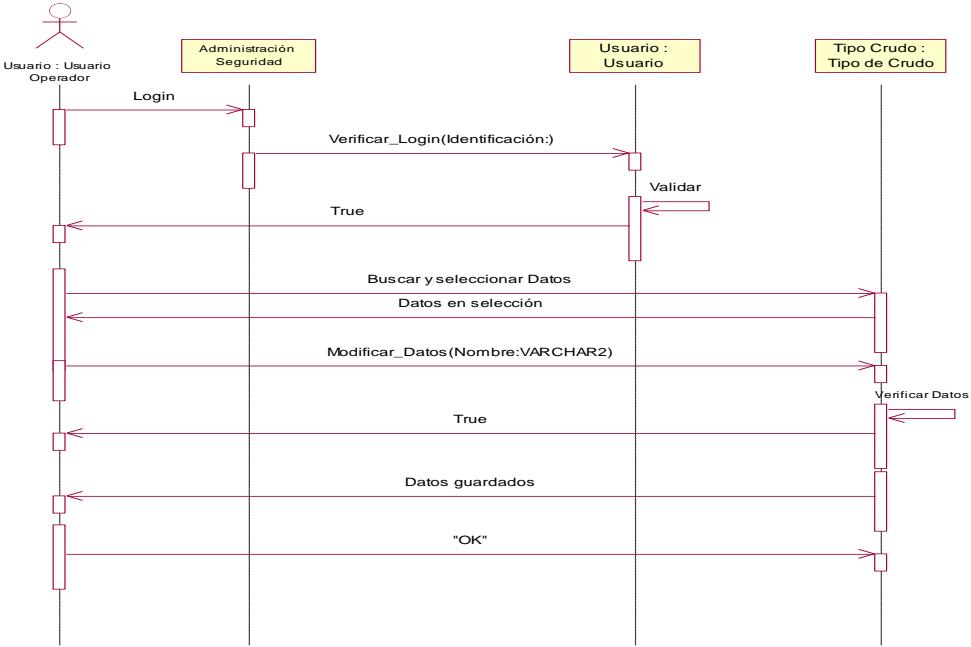 Usuario : Usuario
Operador
Administración
Seguridad
Usuario :
Usuario
Tipo Crudo :
Tipo de Crudo
Login
Verificar_Login(Identificación:)
Validar
True
Buscar y seleccionar Datos
Datos en selección
Modificar_Datos(Nombre:VARCHAR2)
Verificar Datos
True
Datos guardados
"OK"